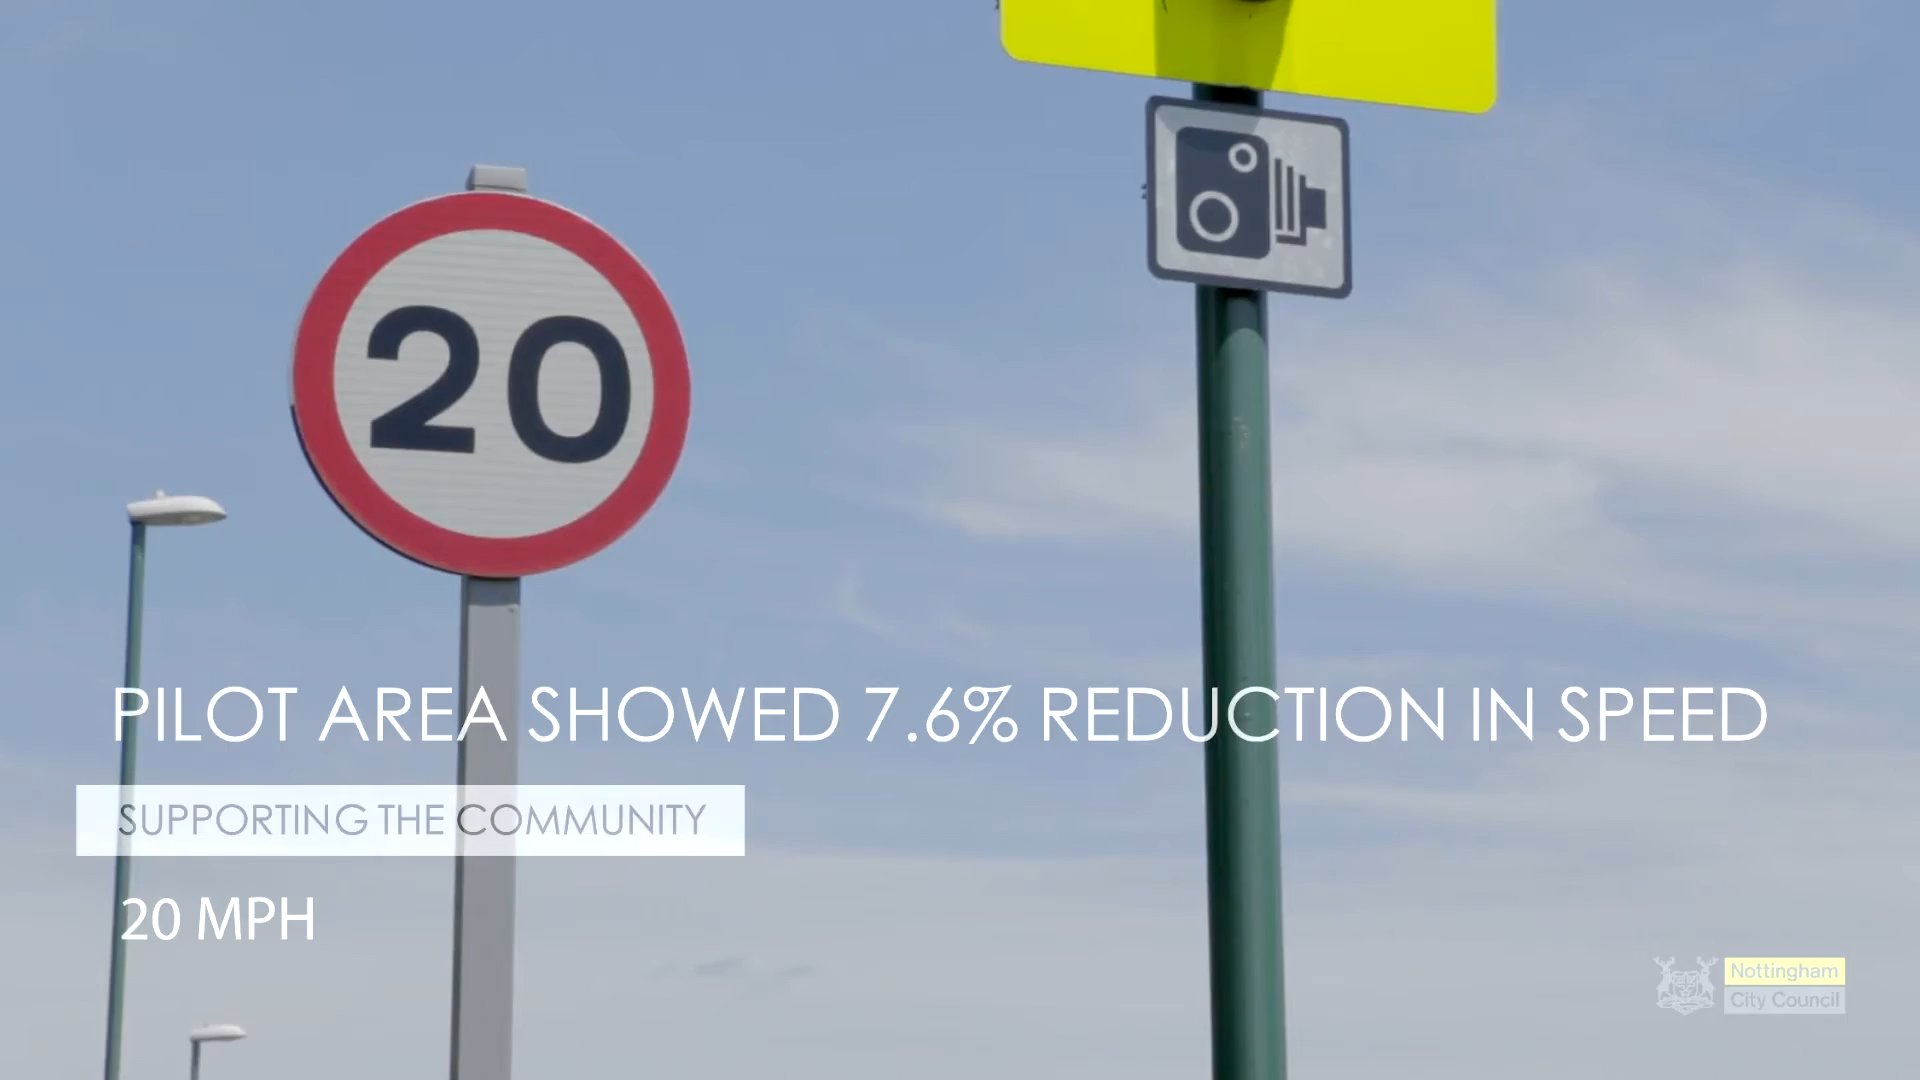 20
PILOT AREA SHOWED 7.6% REDUCTION IN SPEED
SUPPORTING THE COMMUNITY
20 MPH
Nottingham
City Council